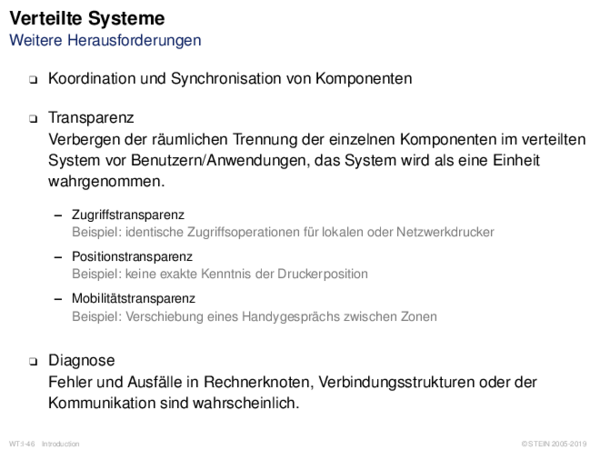 Verteilte Systeme
Weitere Herausforderungen
❑ Koordination und Synchronisation von Komponenten
❑ Transparenz
Verbergen der räumlichen Trennung der einzelnen Komponenten im verteilten
System vor Benutzern/Anwendungen, das System wird als eine Einheit
wahrgenommen.
– Zugriffstransparenz
Beispiel: identische Zugriffsoperationen für lokalen oder Netzwerkdrucker
– Positionstransparenz
Beispiel: keine exakte Kenntnis der Druckerposition
– Mobilitätstransparenz
Beispiel: Verschiebung eines Handygesprächs zwischen Zonen
❑ Diagnose
Fehler und Ausfälle in Rechnerknoten, Verbindungsstrukturen oder der
Kommunikation sind wahrscheinlich.
WT:I-46 Introduction
© STEIN 2005-2019